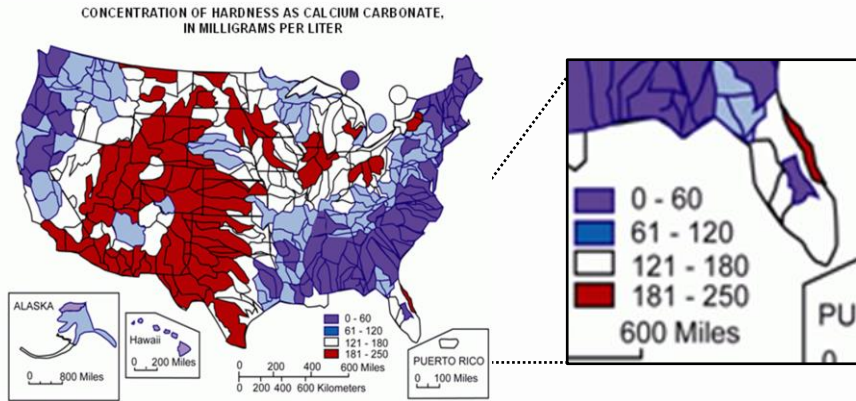 CONCENTRATION OF HARDNESS AS CALCIUM CARBONATE,
IN MILLIGRAMS PER LITER
ALASKA
0 800 Miles
Hawaii
0 200 Miles
0 - 60
61 - 120
121 - 180
181 - 250
0 200 400 600 Miles
0 200 400 600 Kilometers
PUERTO RICO
0 100 Miles
0 - 60
61 - 120
121 - 180
181 - 250
600 Miles
PU
0